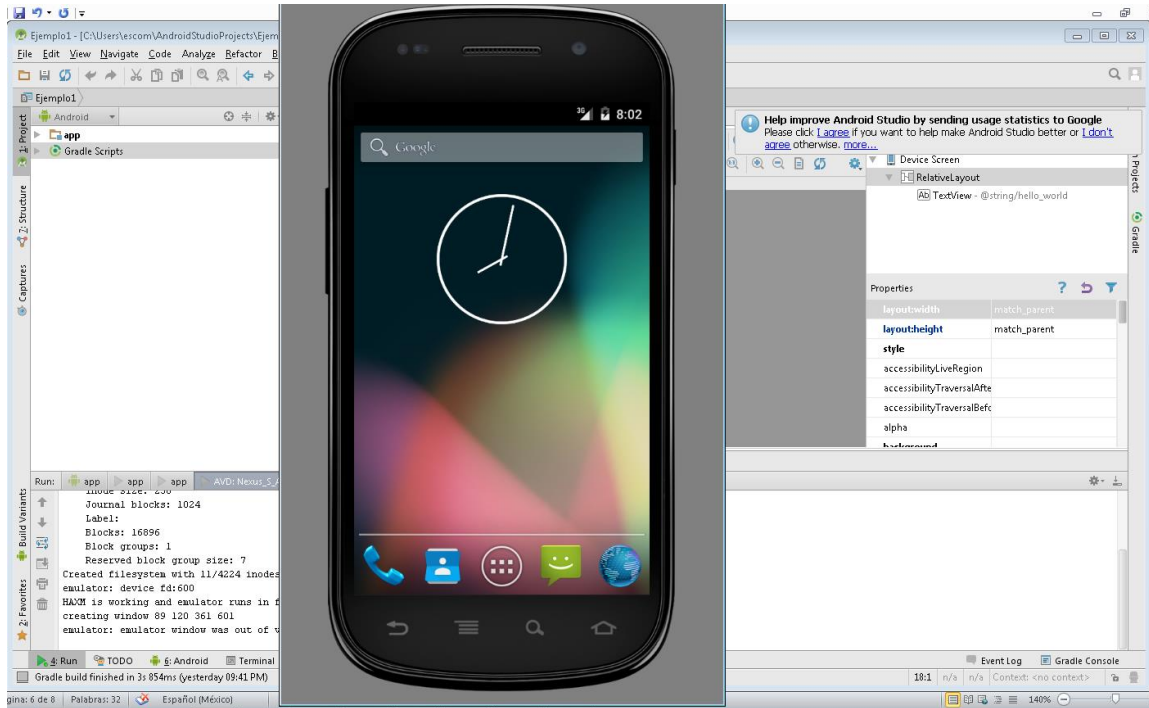 Ejemplo1 - [C:\Users\escom\AndroidStudioProjects\Ejem
File Edit View Navigate Code Analyze Refactor B
Ejemplo1
Android
app
Gradle Scripts
1: Project
7: Structure
Captures
Build Variants
2: Favorites
3G 8:02
Google
Help improve Android Studio by sending usage statistics to Google
Please click I agree if you want to help make Android Studio better or I don't
agree otherwise. more...
Device Screen
RelativeLayout
Ab TextView - @string/hello_world
Projects
Gradle
Properties
layout:width match_parent
layout:height match_parent
style
accessibilityLiveRegion
accessibilityTraversalAfte
accessibilityTraversalBefo
alpha
background
Run: app app app AVD: Nexus_S_A
Inode size: 256
Journal blocks: 1024
Label:
Blocks: 16896
Block groups: 1
Reserved block group size: 7
Created filesystem with 11/4224 inodes
emulator: device fd:600
HAXM is working and emulator runs in f
creating window 89 120 361 601
emulator: emulator window was out of v
4: Run TODO 6: Android Terminal
Event Log Gradle Console
Gradle build finished in 3s 854ms (yesterday 09:41 PM)
18:1 n/a n/a Context: <no context>
gina: 6 de 8 Palabras: 32 Español (México)
140%